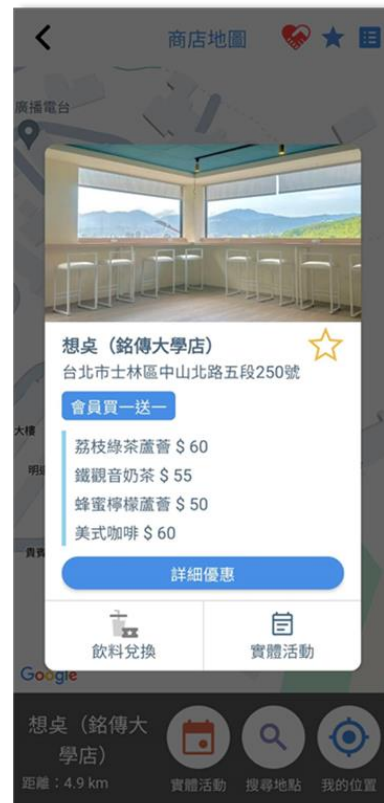 商店地圖
廣播電台
想桌（銘傳大學店）
台北市士林區中山北路五段250號
會員買一送一
荔枝綠茶蘆薈 $ 60
鐵觀音奶茶 $ 55
蜂蜜檸檬蘆薈 $ 50
美式咖啡 $ 60
詳細優惠
飲料兌換
實體活動
大樓
Google
想桌（銘傳大
學店）
距離：4.9 km
實體活動
搜尋地點
我的位置